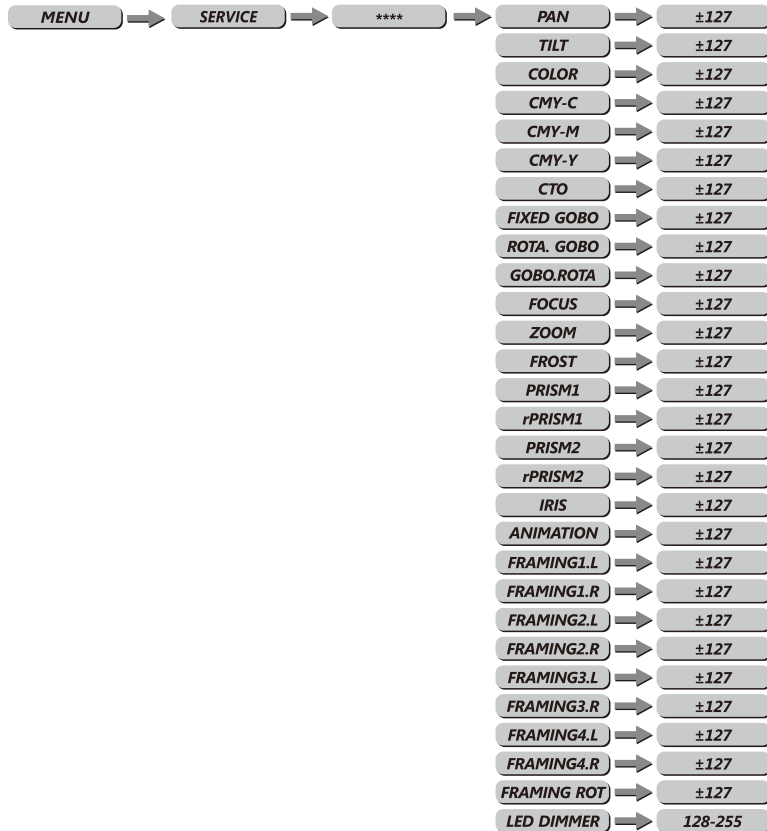 MENU SERVICE **** PAN ±127
TILT ±127
COLOR ±127
CMY-C ±127
CMY-M ±127
CMY-Y ±127
CTO ±127
FIXED GOBO ±127
ROTA. GOBO ±127
GOBO.ROTA ±127
FOCUS ±127
ZOOM ±127
FROST ±127
PRISM1 ±127
rPRISM1 ±127
PRISM2 ±127
rPRISM2 ±127
IRIS ±127
ANIMATION ±127
FRAMING1.L ±127
FRAMING1.R ±127
FRAMING2.L ±127
FRAMING2.R ±127
FRAMING3.L ±127
FRAMING3.R ±127
FRAMING4.L ±127
FRAMING4.R ±127
FRAMING ROT ±127
LED DIMMER 128-255